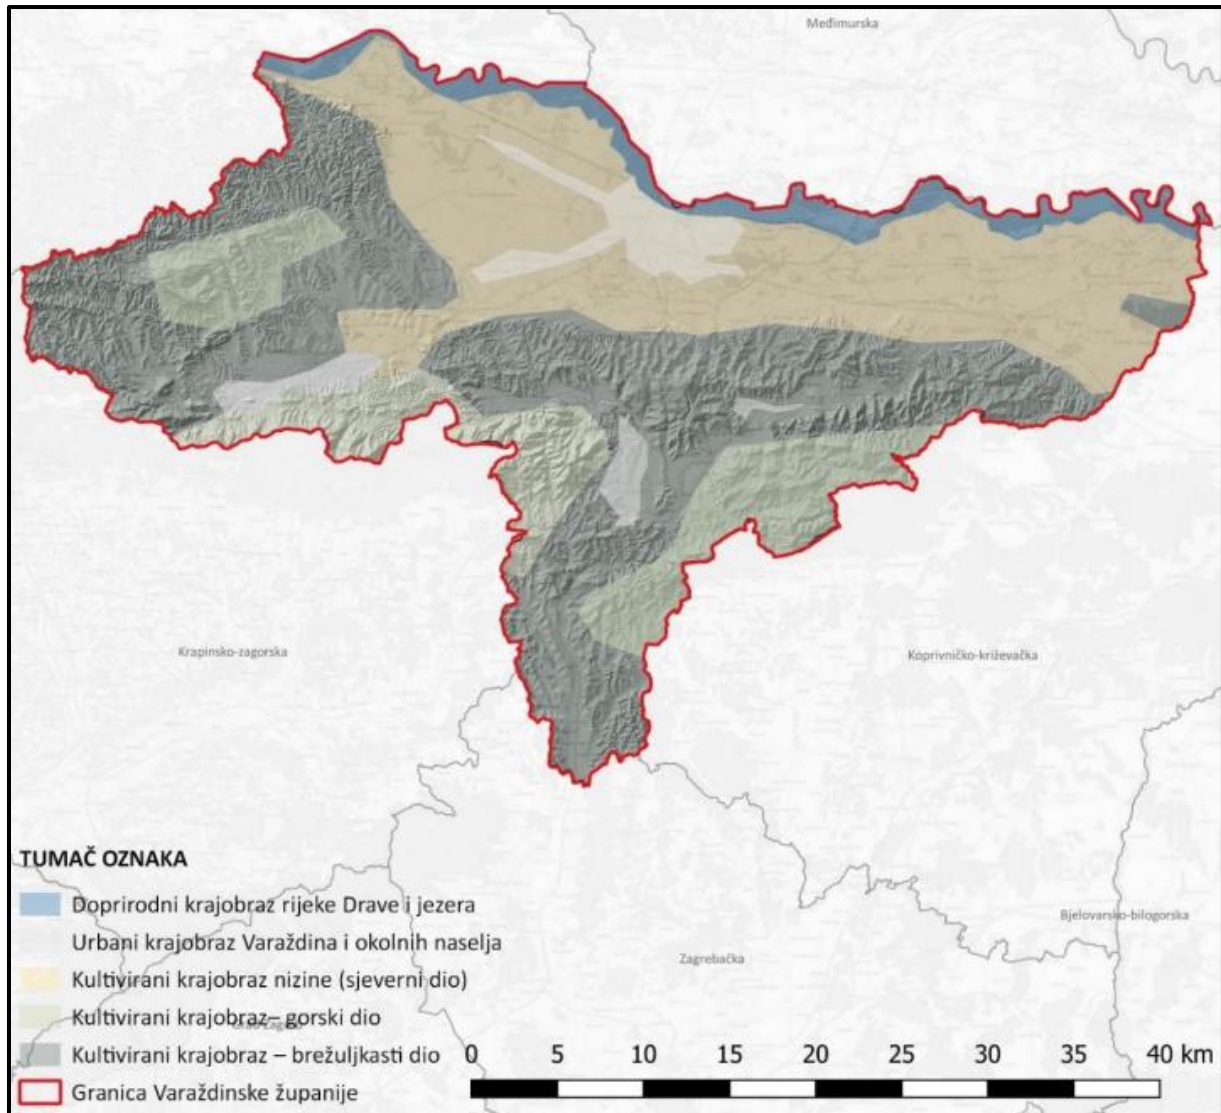 Međimurska
Krapinsko-zagorska
Koprivničko-križevačka
Bjelovarsko-bilogorska
Zagrebačka
TUMAČ OZNAKA
Doprirodni krajobraz rijeke Drave i jezera
Urbani krajobraz Varaždina i okolnih naselja
Kultivirani krajobraz nizine (sjeverni dio)
Kultivirani krajobraz– gorski dio
Grad Zagreb
Kultivirani krajobraz – brežuljkasti dio
Granica Varaždinske županije
0 5 10 15 20 25 30 35 40 km